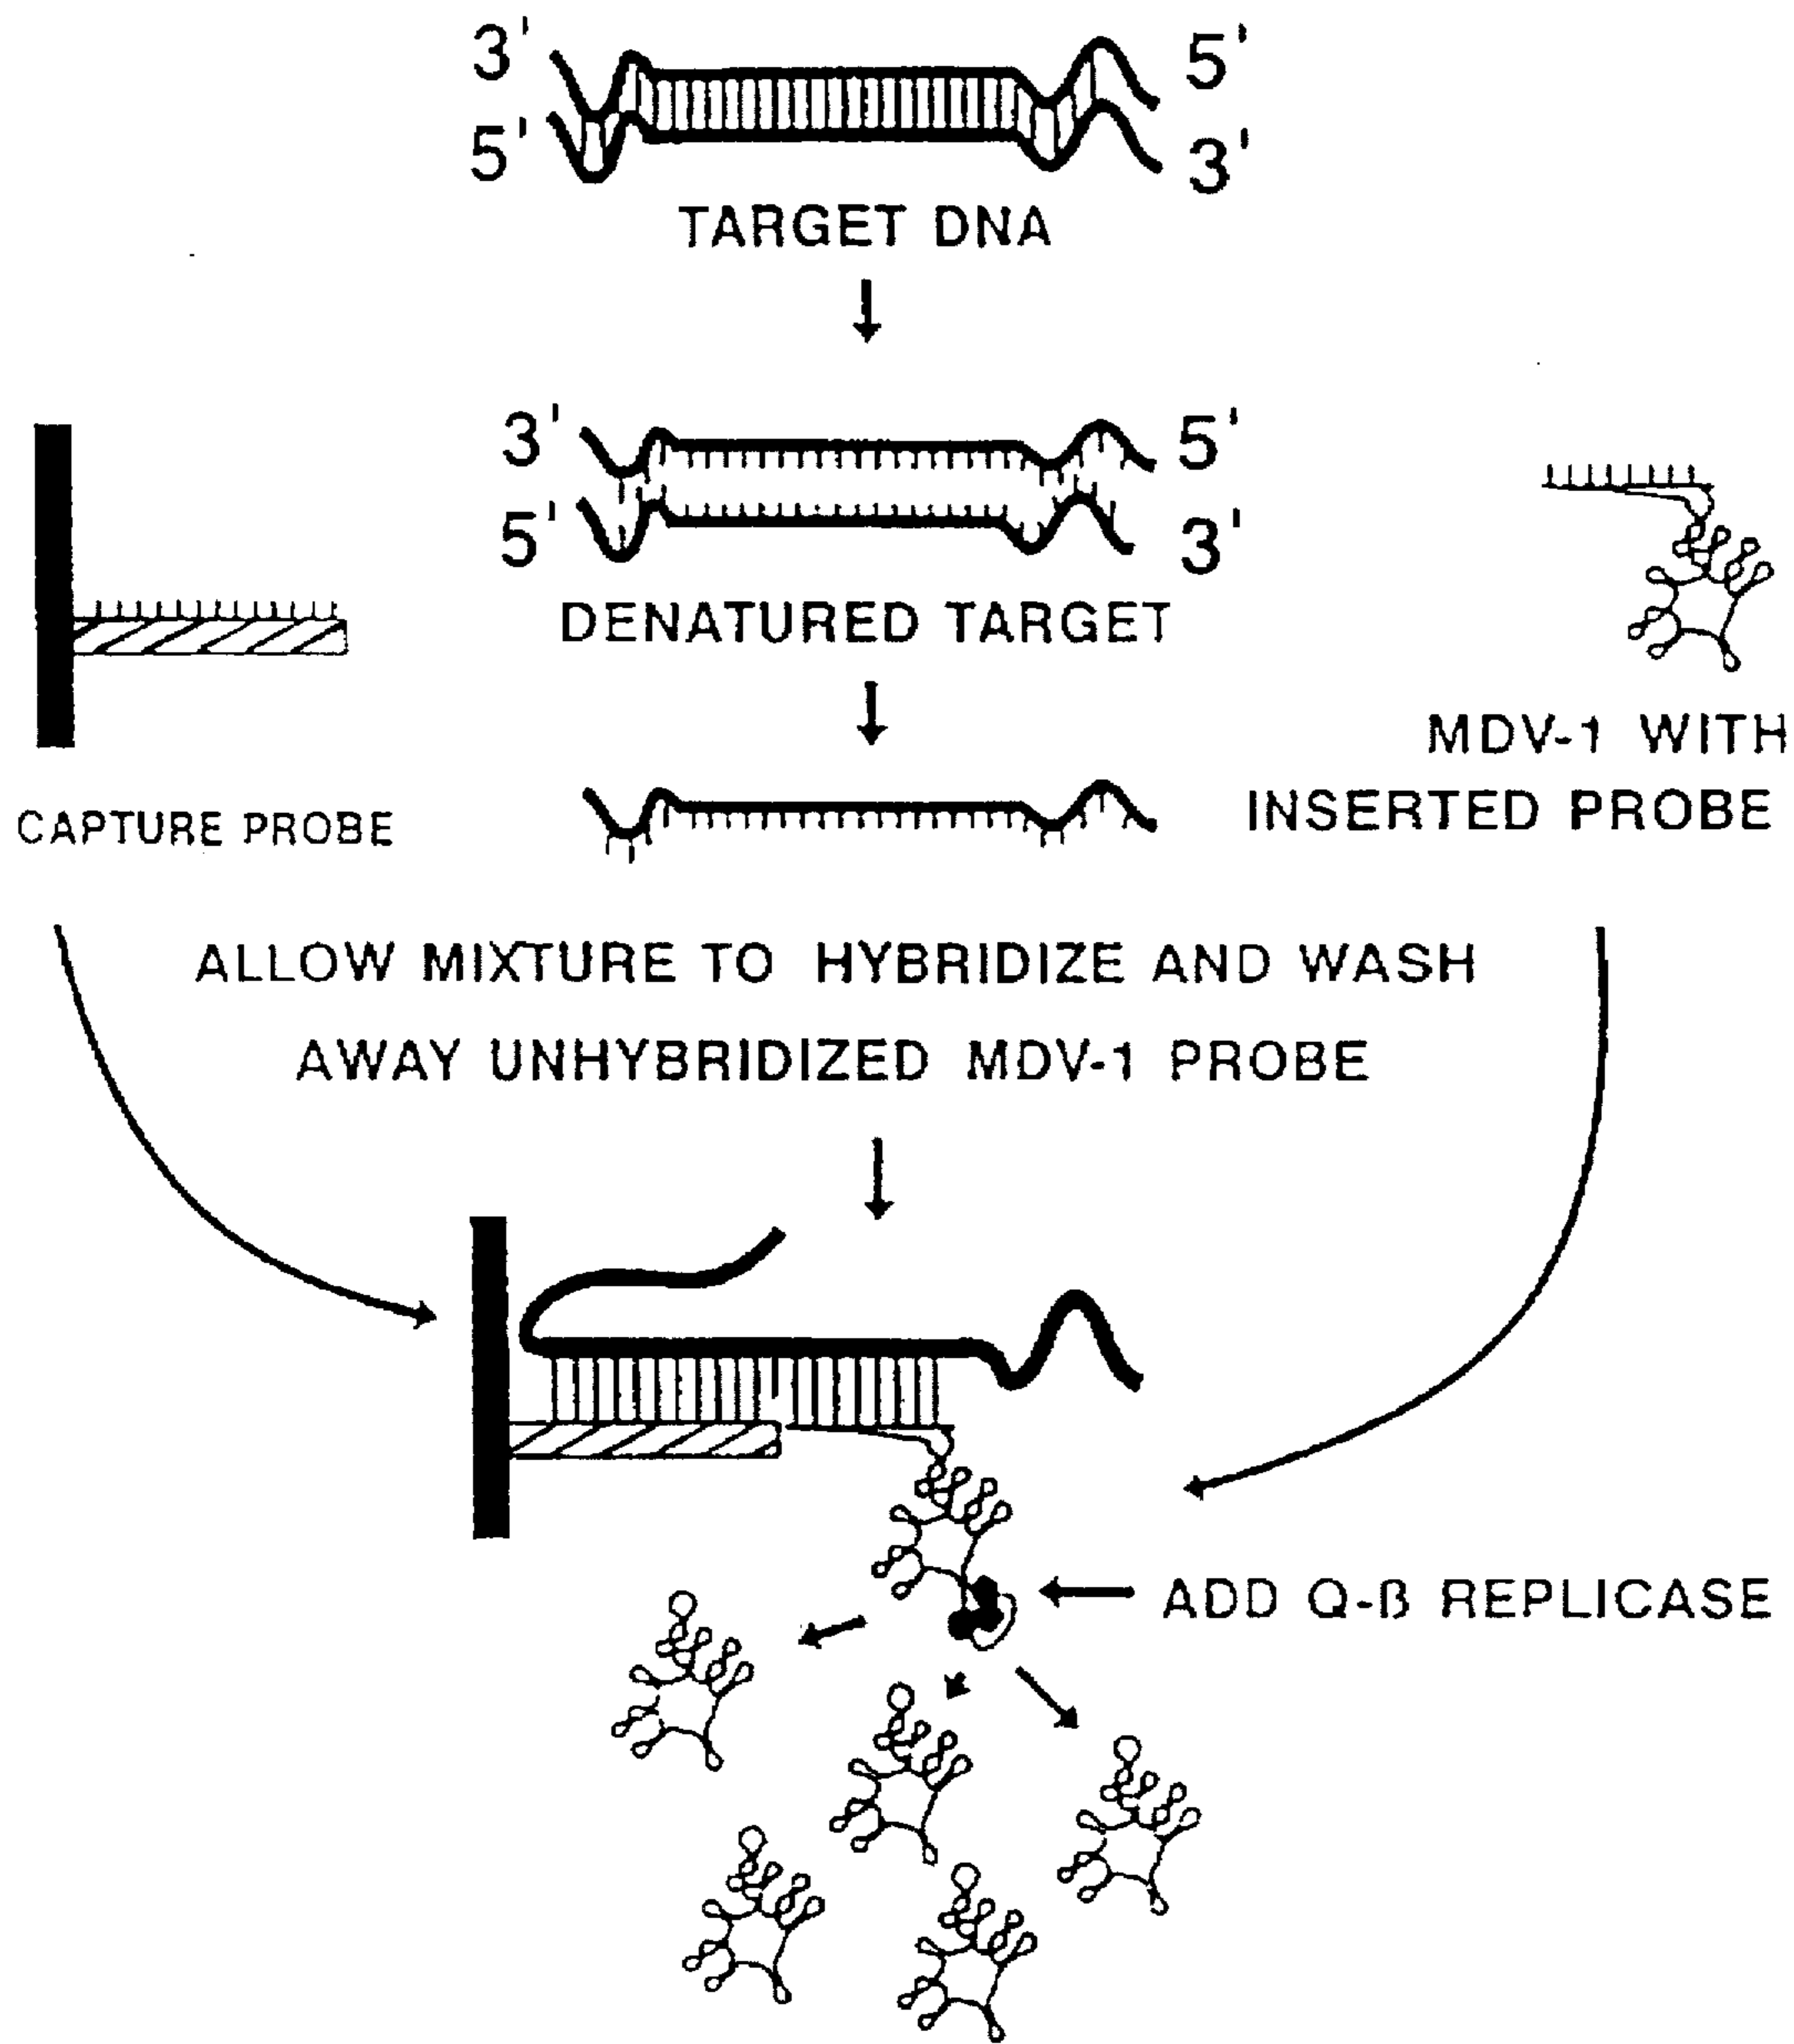 3' 5'
5' 3'
TARGET DNA
3' 5'
5' 3'
DENATURED TARGET
CAPTURE PROBE
MDV-1 WITH
INSERTED PROBE
ALLOW MIXTURE TO HYBRIDIZE AND WASH
AWAY UNHYBRIDIZED MDV-1 PROBE
ADD Q-ß REPLICASE